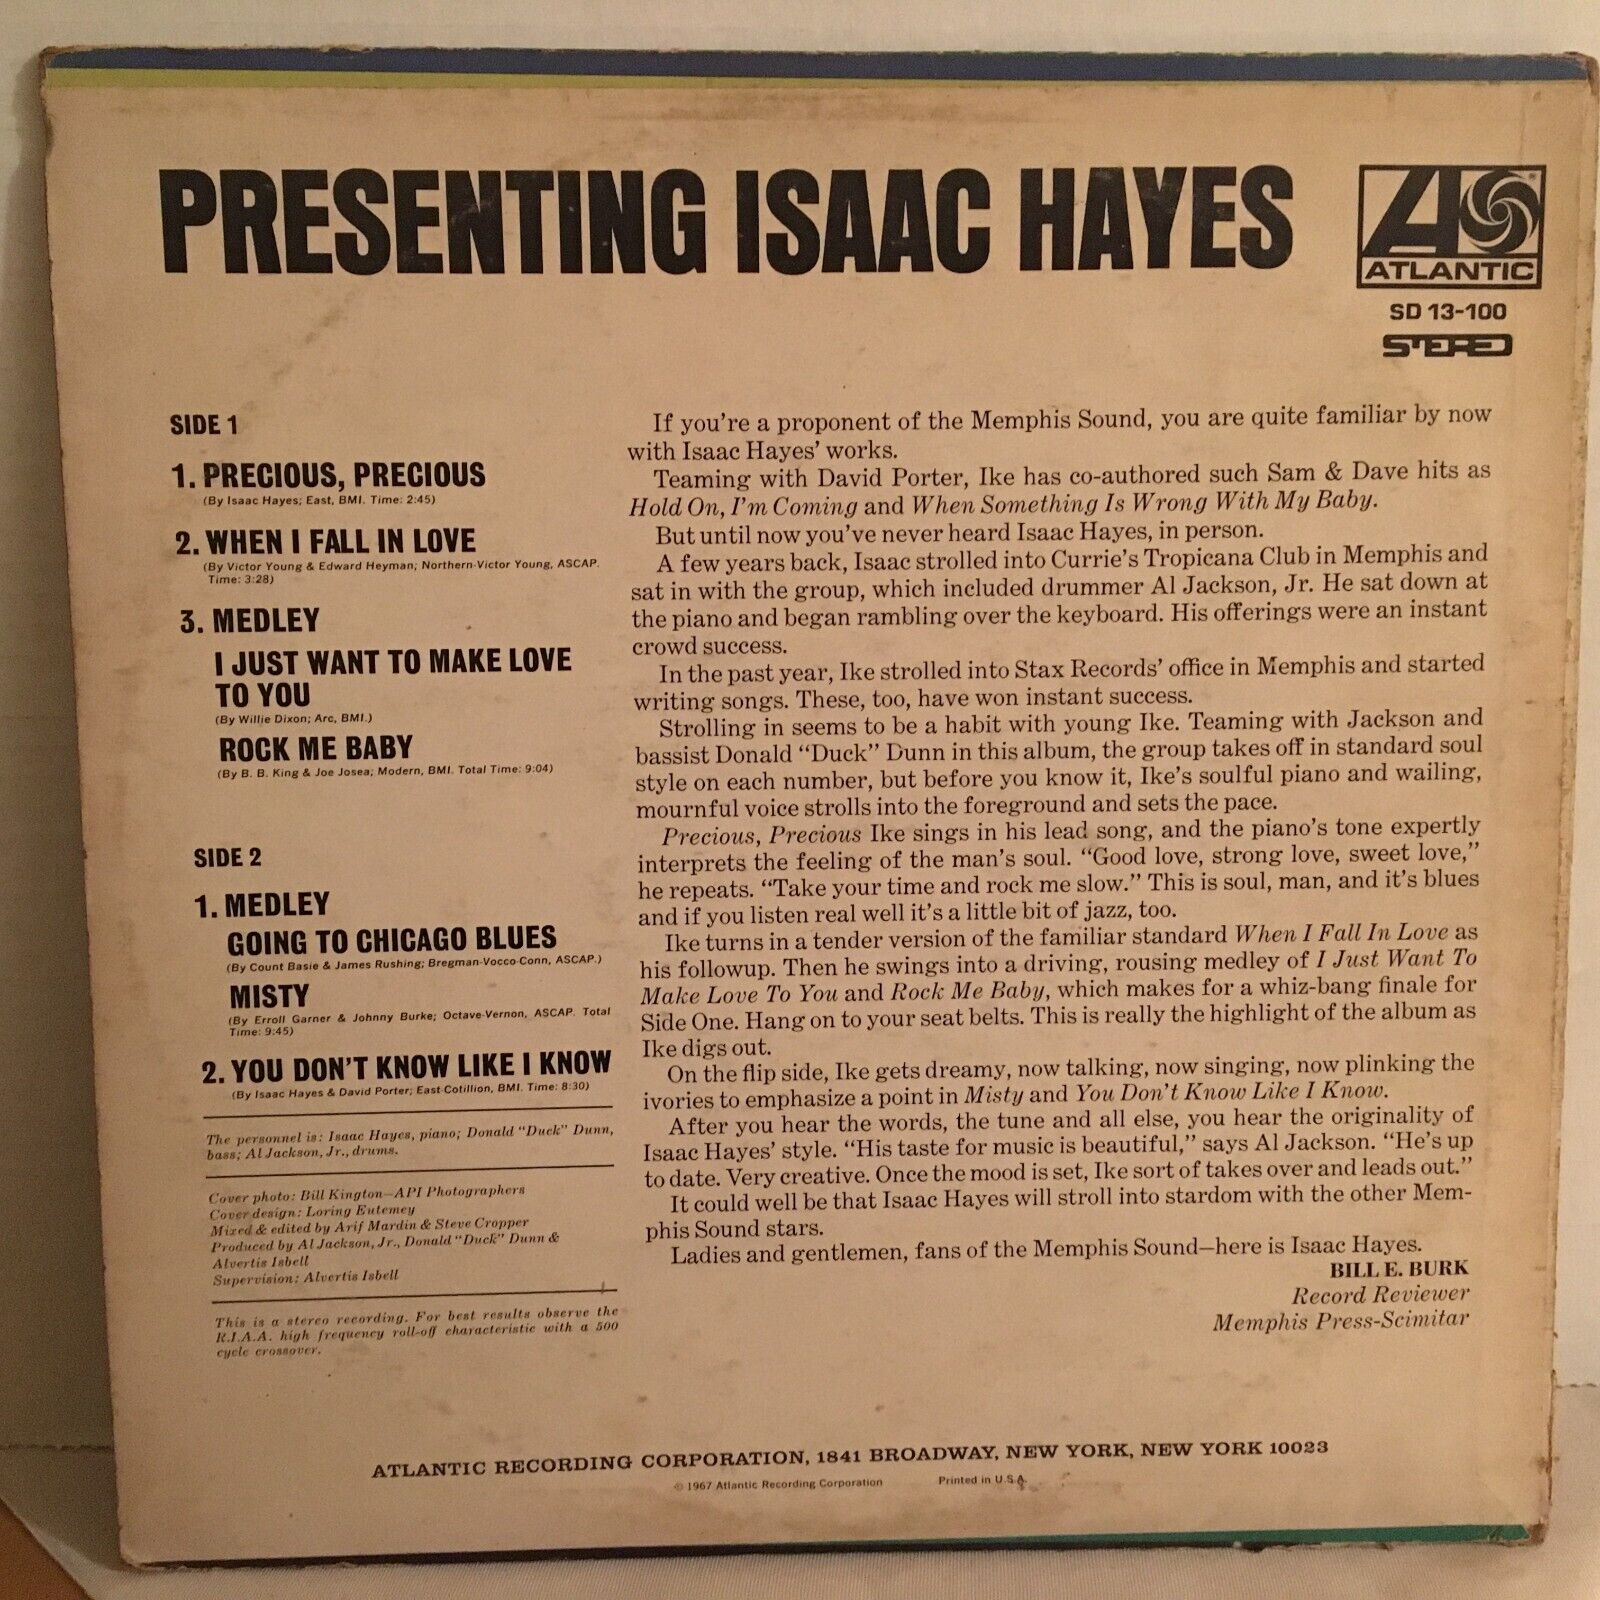 PRESENTING ISAAC HAYES
ATLANTIC
SD 13-100
STEREO
SIDE 1
1. PRECIOUS, PRECIOUS
(By Isaac Hayes; East, BMI. Time: 2:45)
2. WHEN I FALL IN LOVE
(By Victor Young & Edward Heyman; Northern-Victor Young, ASCAP.
Time: 3:28)
3. MEDLEY
I JUST WANT TO MAKE LOVE
TO YOU
(By Willie Dixon; Arc, BMI.)
ROCK ME BABY
(By B. B. King & Joe Josea; Modern, BMI. Total Time: 9:04)
SIDE 2
1. MEDLEY
GOING TO CHICAGO BLUES
(By Count Basie & James Rushing; Bregman-Vocco-Conn, ASCAP.)
MISTY
(By Erroll Garner & Johnny Burke; Octave-Vernon, ASCAP. Total
Time: 9:45)
2. YOU DON'T KNOW LIKE I KNOW
(By Isaac Hayes & David Porter; East-Cotillion, BMI. Time: 8:30)
The personnel is: Isaac Hayes, piano; Donald "Duck" Dunn,
bass; Al Jackson, Jr., drums.
Cover photo: Bill Kington—API Photographers
Cover design: Loring Eutemey
Mixed & edited by Arif Mardin & Steve Cropper
Produced by Al Jackson, Jr., Donald "Duck" Dunn &
Alvertis Isbell
Supervision: Alvertis Isbell
This is a stereo recording. For best results observe the
R.I.A.A. high frequency roll-off characteristic with a 500
cycle crossover.
If you're a proponent of the Memphis Sound, you are quite familiar by now
with Isaac Hayes' works.
Teaming with David Porter, Ike has co-authored such Sam & Dave hits as
Hold On, I'm Coming and When Something Is Wrong With My Baby.
But until now you've never heard Isaac Hayes, in person.
A few years back, Isaac strolled into Currie's Tropicana Club in Memphis and
sat in with the group, which included drummer Al Jackson, Jr. He sat down at
the piano and began rambling over the keyboard. His offerings were an instant
crowd success.
In the past year, Ike strolled into Stax Records' office in Memphis and started
writing songs. These, too, have won instant success.
Strolling in seems to be a habit with young Ike. Teaming with Jackson and
bassist Donald "Duck" Dunn in this album, the group takes off in standard soul
style on each number, but before you know it, Ike's soulful piano and wailing,
mournful voice strolls into the foreground and sets the pace.
Precious, Precious Ike sings in his lead song, and the piano's tone expertly
interprets the feeling of the man's soul. "Good love, strong love, sweet love,"
he repeats. "Take your time and rock me slow." This is soul, man, and it's blues
and if you listen real well it's a little bit of jazz, too.
Ike turns in a tender version of the familiar standard When I Fall In Love as
his followup. Then he swings into a driving, rousing medley of I Just Want To
Make Love To You and Rock Me Baby, which makes for a whiz-bang finale for
Side One. Hang on to your seat belts. This is really the highlight of the album as
Ike digs out.
On the flip side, Ike gets dreamy, now talking, now singing, now plinking the
ivories to emphasize a point in Misty and You Don't Know Like I Know.
After you hear the words, the tune and all else, you hear the originality of
Isaac Hayes' style. "His taste for music is beautiful," says Al Jackson. "He's up
to date. Very creative. Once the mood is set, Ike sort of takes over and leads out."
It could well be that Isaac Hayes will stroll into stardom with the other Mem-
phis Sound stars.
Ladies and gentlemen, fans of the Memphis Sound—here is Isaac Hayes.
BILL E. BURK
Record Reviewer
Memphis Press-Scimitar
ATLANTIC RECORDING CORPORATION, 1841 BROADWAY, NEW YORK, NEW YORK 10023
© 1967 Atlantic Recording Corporation Printed in U.S.A.